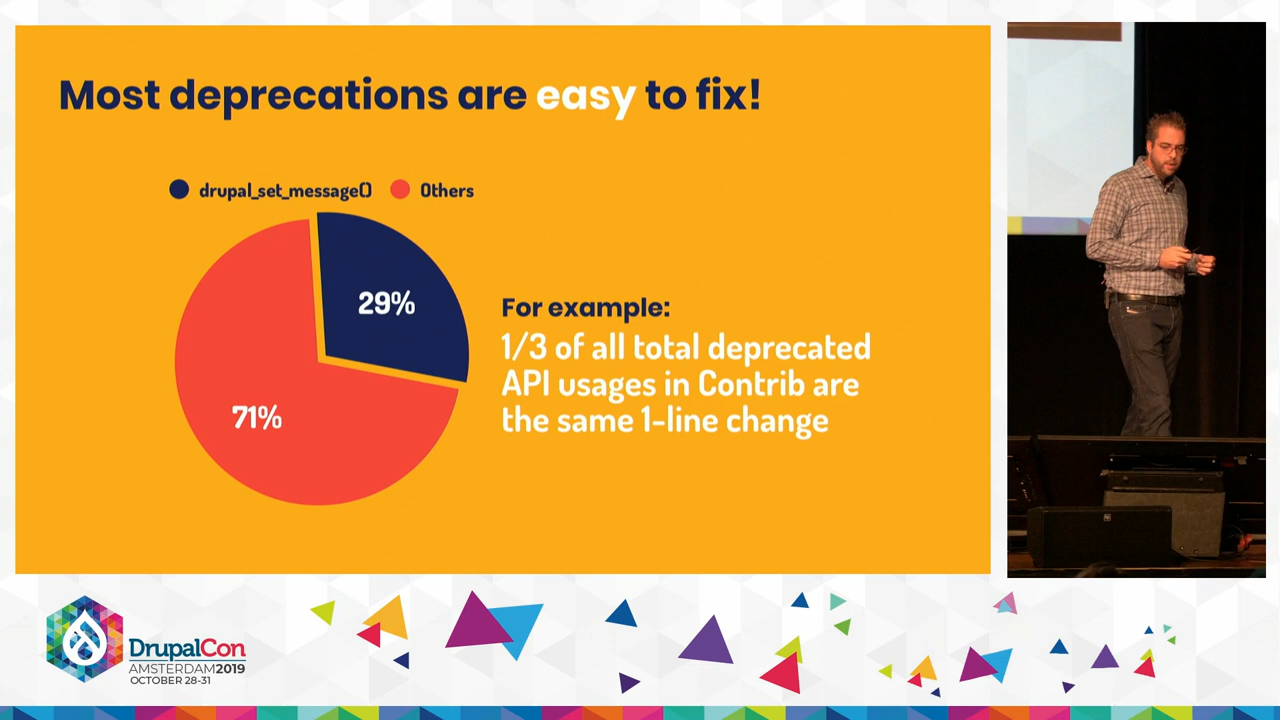 Most deprecations are easy to fix!
drupal_set_message() Others
29%
71%
For example:
1/3 of all total deprecated
API usages in Contrib are
the same 1-line change
DrupalCon
AMSTERDAM2019
OCTOBER 28-31